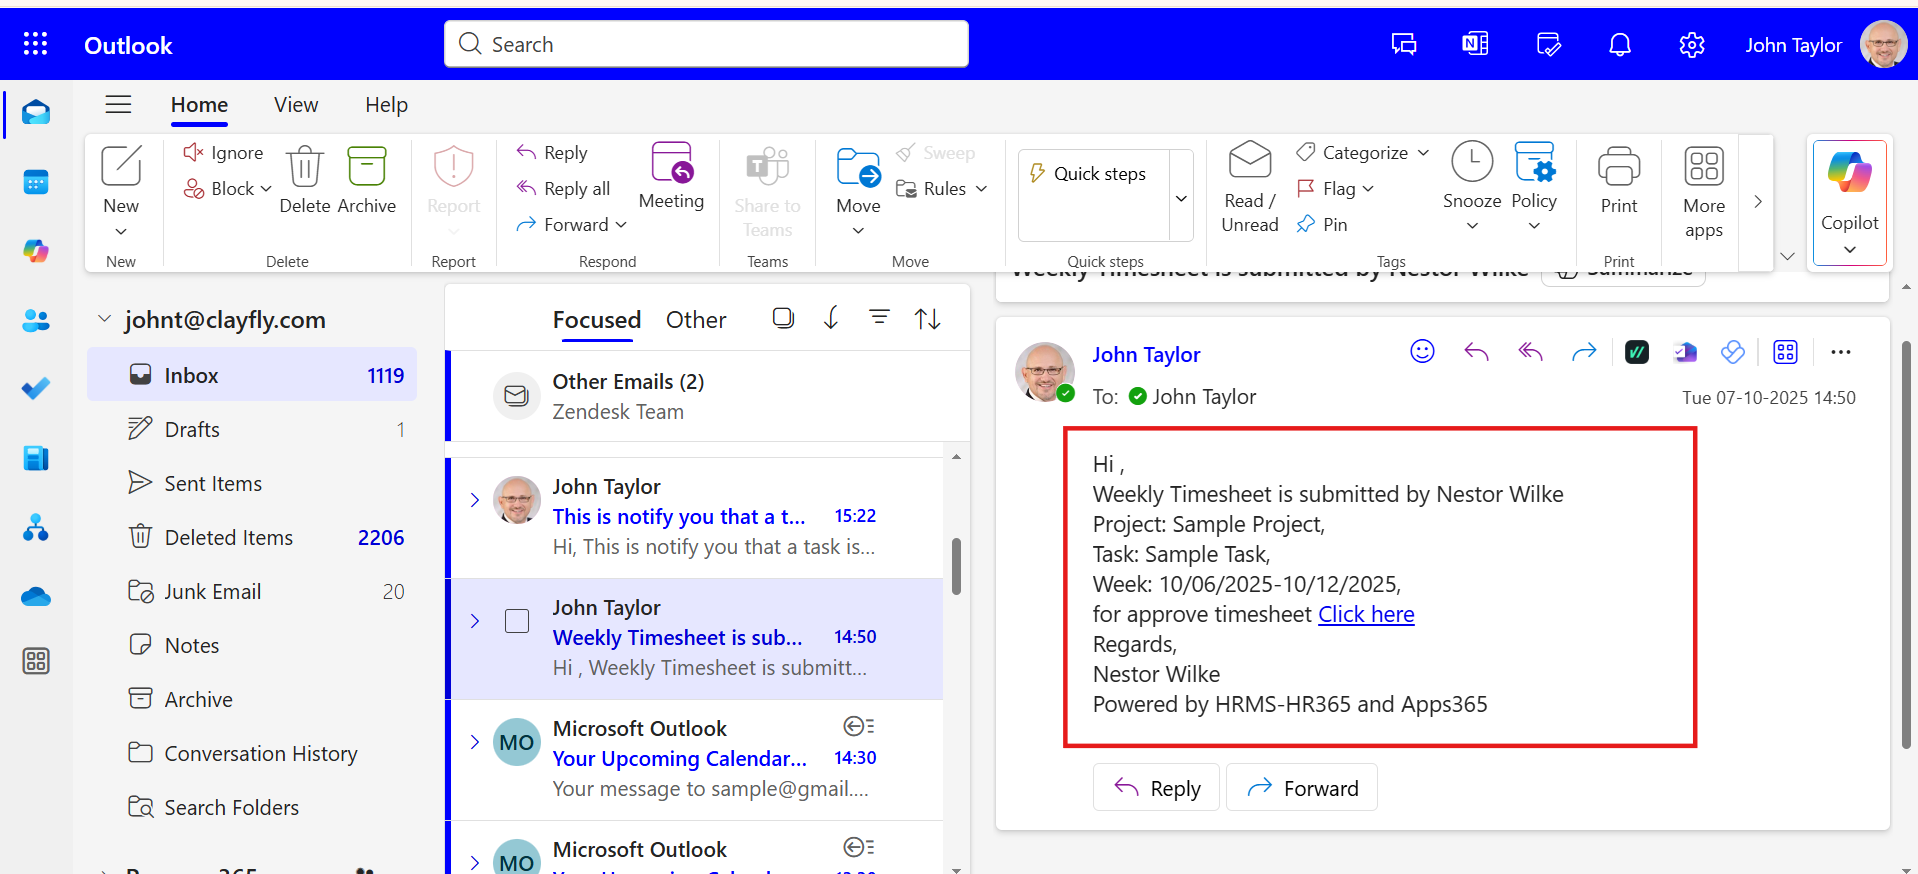 Outlook
Search
John Taylor
Home View Help
New
New
Ignore
Block
Delete
Archive
Delete
Report
Report
Reply
Reply all
Forward
Meeting
Respond
Share to
Teams
Teams
Move
Sweep
Rules
Move
Quick steps
Quick steps
Read /
Unread
Categorize
Flag
Pin
Snooze
Policy
Tags
Print
Print
More
apps
Copilot
johnt@clayfly.com
Inbox 1119
Drafts 1
Sent Items
Deleted Items 2206
Junk Email 20
Notes
Archive
Conversation History
Search Folders
Focused Other
Other Emails (2)
Zendesk Team
John Taylor
This is notify you that a t... 15:22
Hi, This is notify you that a task is...
John Taylor
Weekly Timesheet is sub... 14:50
Hi , Weekly Timesheet is submitt...
MO
Microsoft Outlook
Your Upcoming Calendar... 14:30
Your message to sample@gmail....
MO
Microsoft Outlook
Weekly Timesheet is submitted by Nestor Wilke
Summarize
John Taylor
To: John Taylor
Tue 07-10-2025 14:50
Hi ,
Weekly Timesheet is submitted by Nestor Wilke
Project: Sample Project,
Task: Sample Task,
Week: 10/06/2025-10/12/2025,
for approve timesheet Click here
Regards,
Nestor Wilke
Powered by HRMS-HR365 and Apps365
Reply
Forward